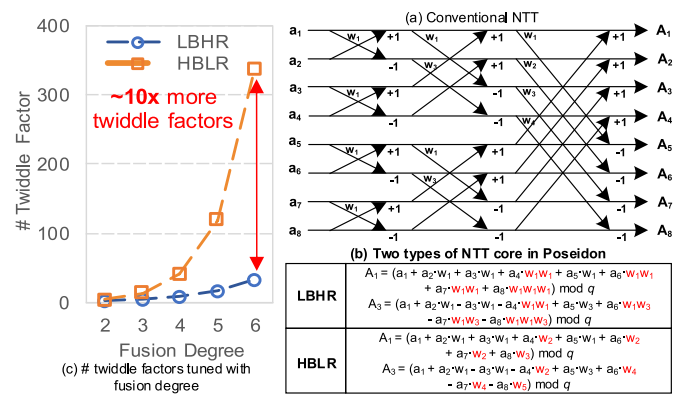 LBHR
HBLR
400
300
200
100
0
# Twiddle Factor
~10x more
twiddle factors
2 3 4 5 6
Fusion Degree
(c) # twiddle factors tuned with
fusion degree
(a) Conventional NTT
a1 w1 +1 w1 +1 w1 A1
a2 -1 w3 +1 w2 A2
a3 w1 +1 -1 w3 A3
a4 -1 -1 w4 +1 A4
a5 w1 +1 w1 +1 -1 A5
a6 -1 w3 +1 -1 A6
a7 w1 +1 -1 -1 A7
a8 -1 -1 -1 A8
(b) Two types of NTT core in Poseidon
LBHR
A1 = (a1 + a2·w1 + a3·w1 + a4·w1w1 + a5·w1 + a6·w1w1
+ a7·w1w1 + a8·w1w1w1) mod q
A3 = (a1 + a2·w1 - a3·w1 - a4·w1w1 + a5·w3 + a6·w1w3
- a7·w1w3 - a8·w1w1w3) mod q
HBLR
A1 = (a1 + a2·w1 + a3·w1 + a4·w2 + a5·w1 + a6·w2
+ a7·w2 + a8·w3) mod q
A3 = (a1 + a2·w1 - a3·w1 - a4·w2 + a5·w3 + a6·w4
- a7·w4 - a8·w5) mod q